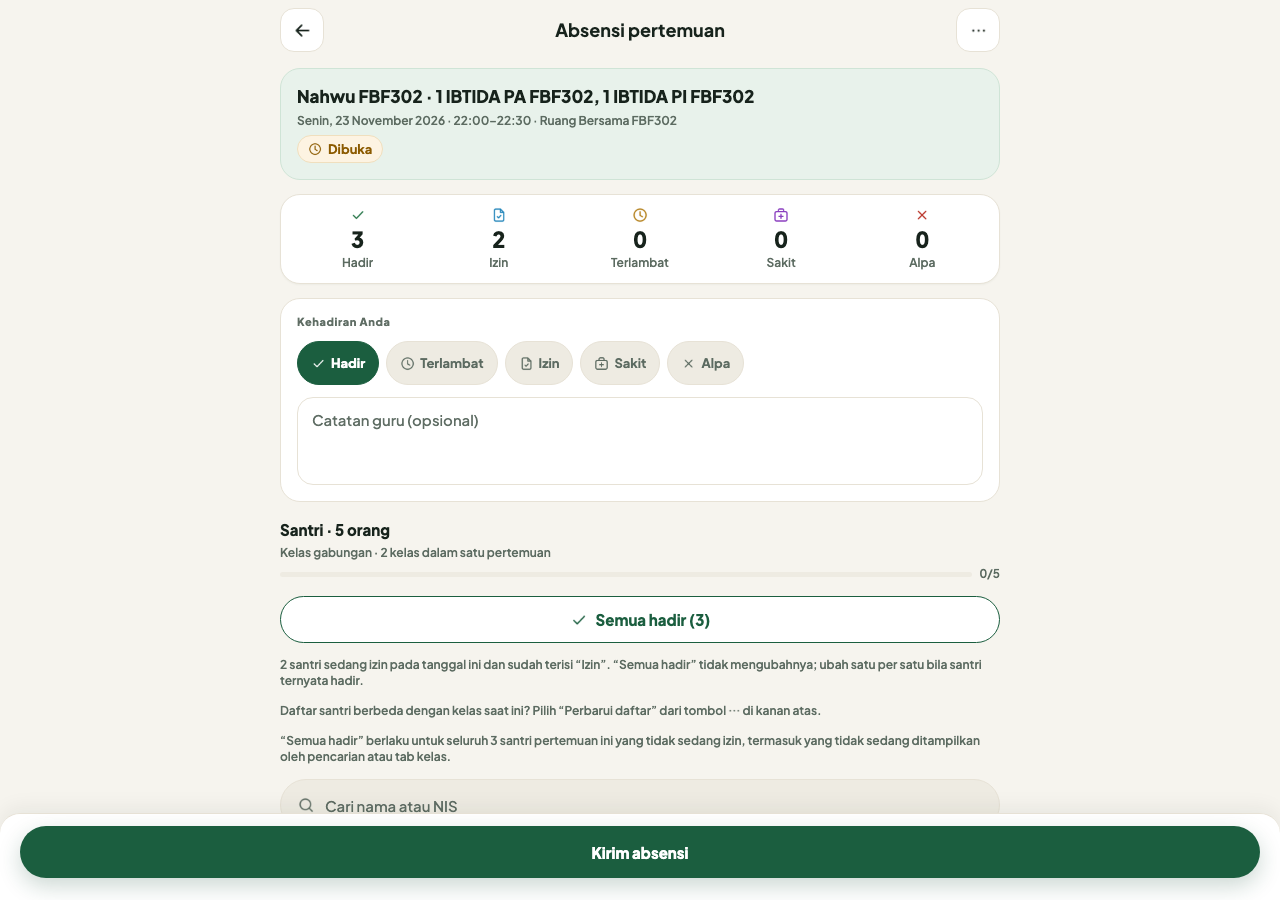 Absensi pertemuan
Nahwu FBF302 · 1 IBTIDA PA FBF302, 1 IBTIDA PI FBF302
Senin, 23 November 2026 · 22:00–22:30 · Ruang Bersama FBF302
Dibuka
3
Hadir
2
Izin
0
Terlambat
0
Sakit
0
Alpa
Kehadiran Anda
Hadir
Terlambat
Izin
Sakit
Alpa
Catatan guru (opsional)
Santri · 5 orang
Kelas gabungan · 2 kelas dalam satu pertemuan
0/5
Semua hadir (3)
2 santri sedang izin pada tanggal ini dan sudah terisi “Izin”. “Semua hadir” tidak mengubahnya; ubah satu per satu bila santri
ternyata hadir.
Daftar santri berbeda dengan kelas saat ini? Pilih “Perbarui daftar” dari tombol ··· di kanan atas.
“Semua hadir” berlaku untuk seluruh 3 santri pertemuan ini yang tidak sedang izin, termasuk yang tidak sedang ditampilkan
oleh pencarian atau tab kelas.
Cari nama atau NIS
Kirim absensi